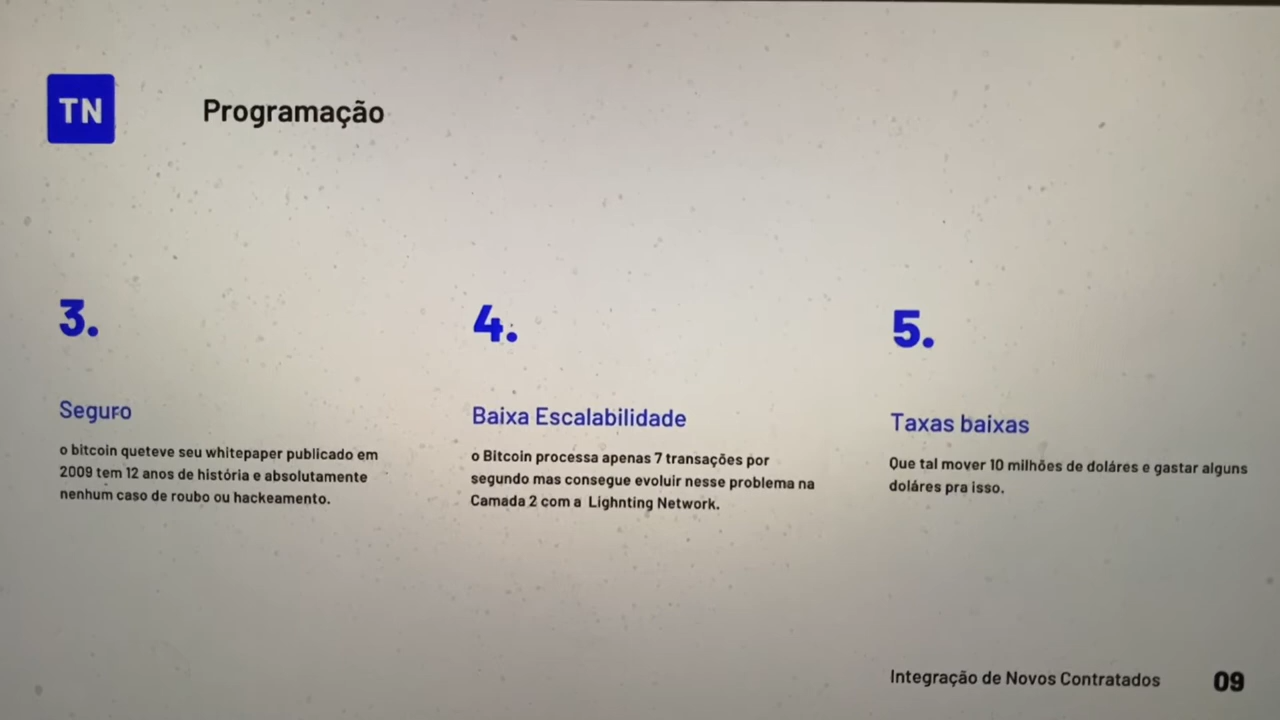 TN
Programação
3.
Seguro
o bitcoin queteve seu whitepaper publicado em
2009 tem 12 anos de história e absolutamente
nenhum caso de roubo ou hackeamento.
4.
Baixa Escalabilidade
o Bitcoin processa apenas 7 transações por
segundo mas consegue evoluir nesse problema na
Camada 2 com a Lighnting Network.
5.
Taxas baixas
Que tal mover 10 milhões de doláres e gastar alguns
doláres pra isso.
Integração de Novos Contratados
09